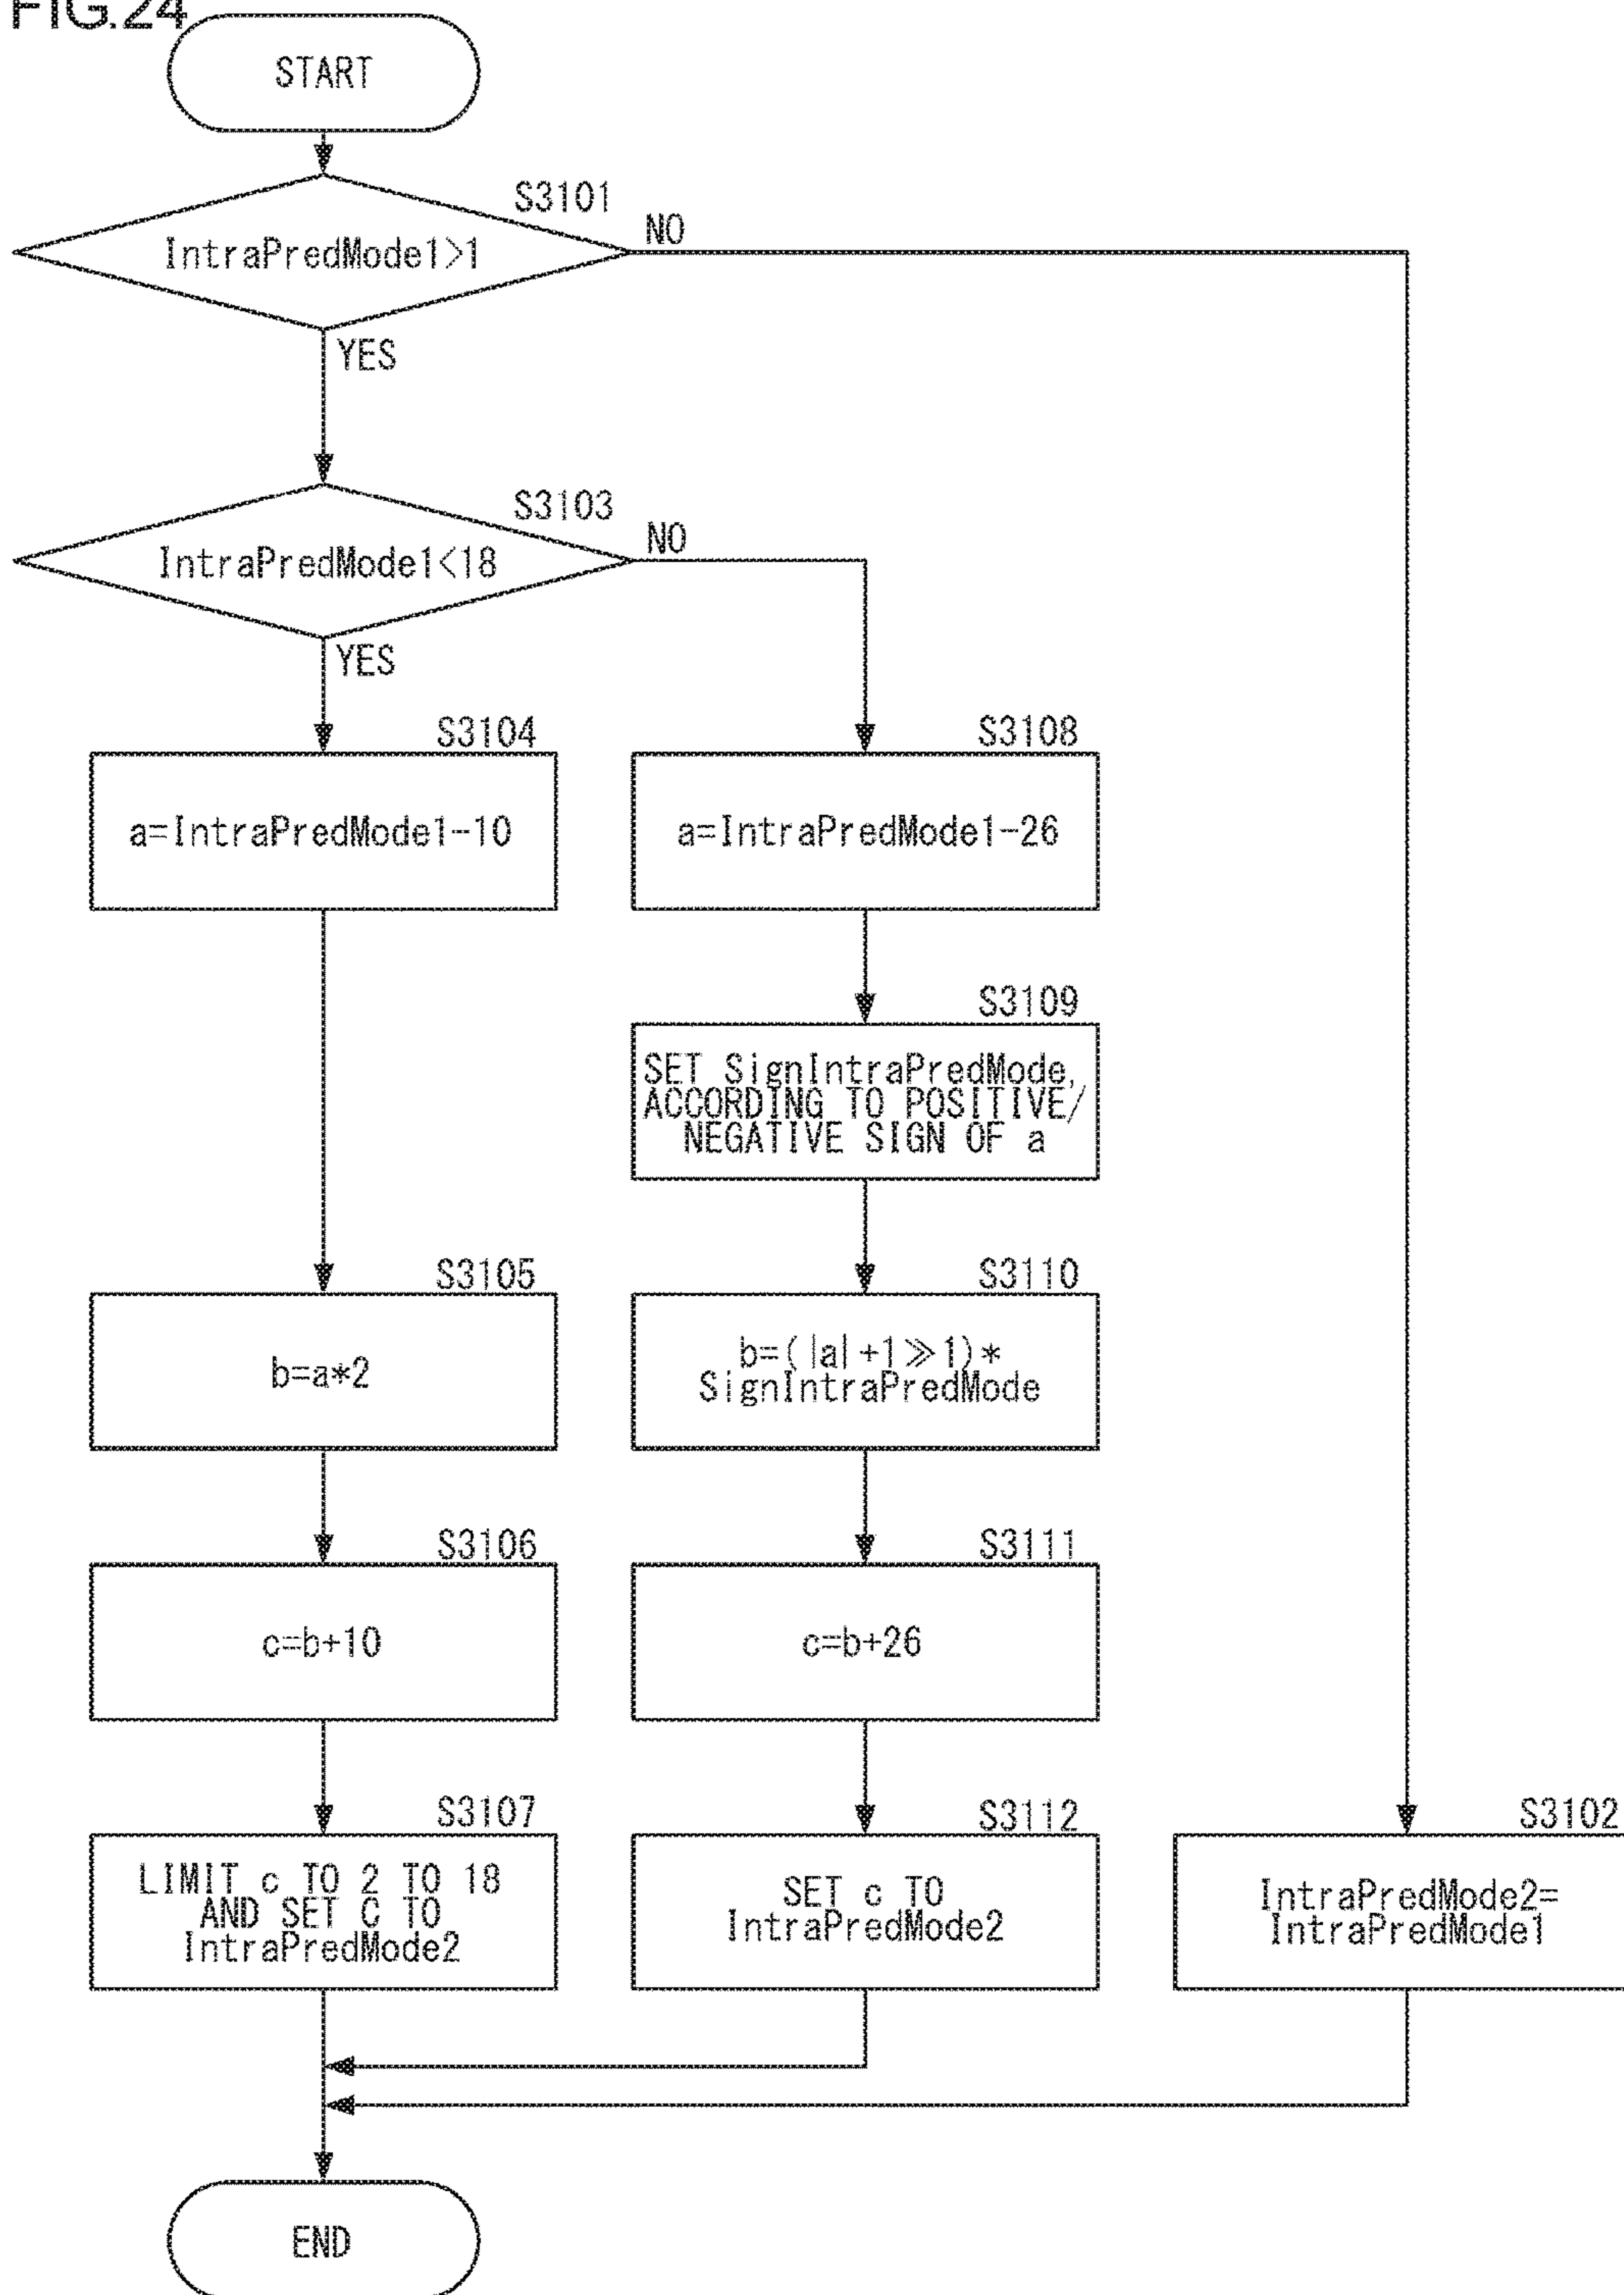 FIG.24
START
S3101
IntraPredMode1>1
NO
YES
S3103
IntraPredMode1<18
NO
YES
S3104
a=IntraPredMode1-10
S3108
a=IntraPredMode1-26
S3109
SET SignIntraPredMode,
ACCORDING TO POSITIVE/
NEGATIVE SIGN OF a
S3105
b=a*2
S3110
b=(|a|+1≫1)*
SignIntraPredMode
S3106
c=b+10
S3111
c=b+26
S3107
LIMIT c TO 2 TO 18
AND SET C TO
IntraPredMode2
S3112
SET c TO
IntraPredMode2
S3102
IntraPredMode2=
IntraPredMode1
END